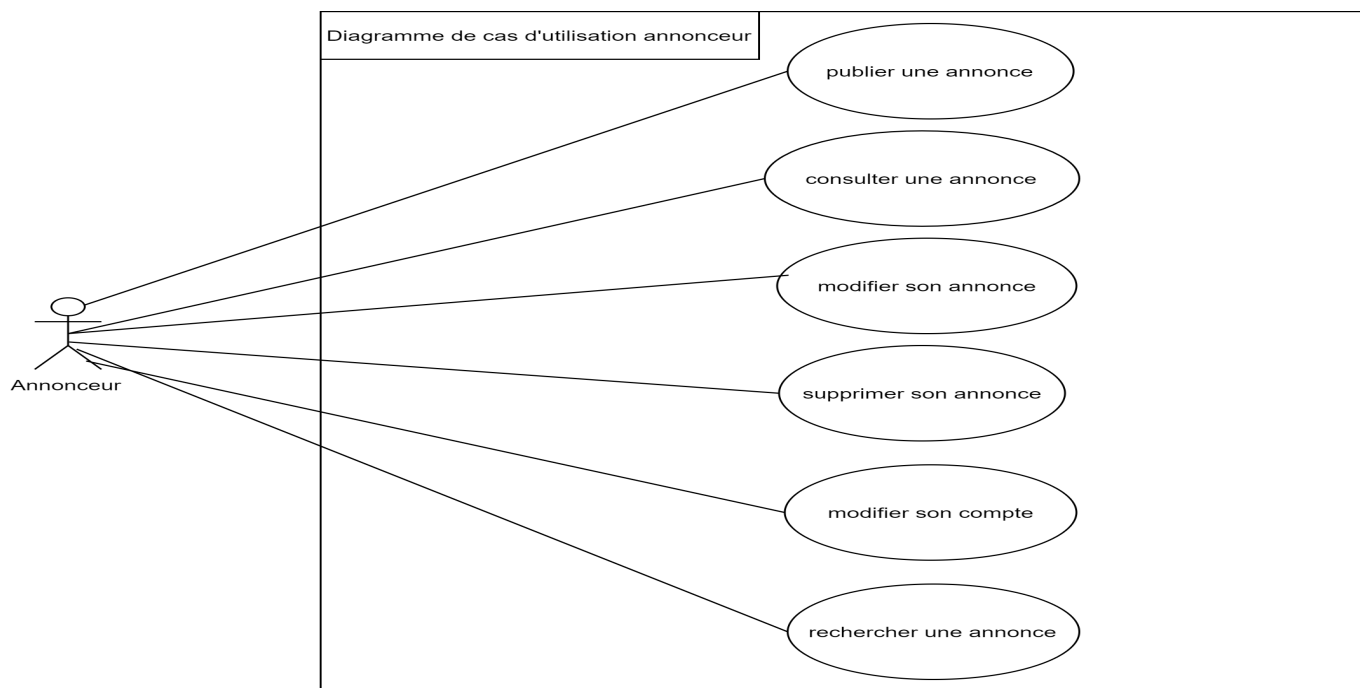 Diagramme de cas d'utilisation annonceur
publier une annonce
consulter une annonce
modifier son annonce
Annonceur
supprimer son annonce
modifier son compte
rechercher une annonce